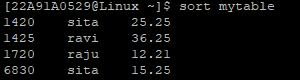 [22A91A0529@Linux ~]$ sort mytable
1420 sita 25.25
1425 ravi 36.25
1720 raju 12.21
6830 sita 15.25